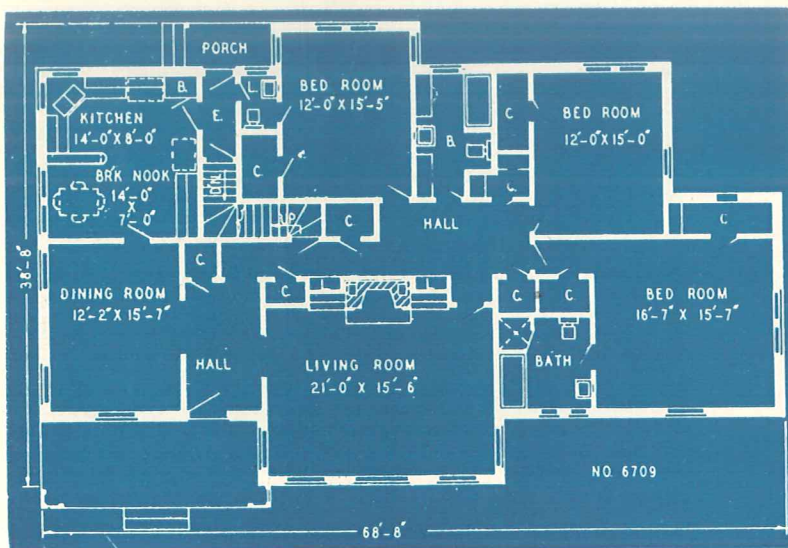 PORCH
BED ROOM
12'-0" X 15'-5"
L.
B.
KITCHEN
14'-0" X 8'-0"
E.
C.
BRK NOOK
14'-0"
X
7'-0"
DN.
UP
C.
B.
C.
C.
BED ROOM
12'-0" X 15'-0"
HALL
C.
38'-8"
DINING ROOM
12'-2" X 15'-7"
C.
C.
HALL
LIVING ROOM
21'-0" X 15'-6"
C.
C.
BATH
BED ROOM
16'-7" X 15'-7"
NO. 6709
68'-8"